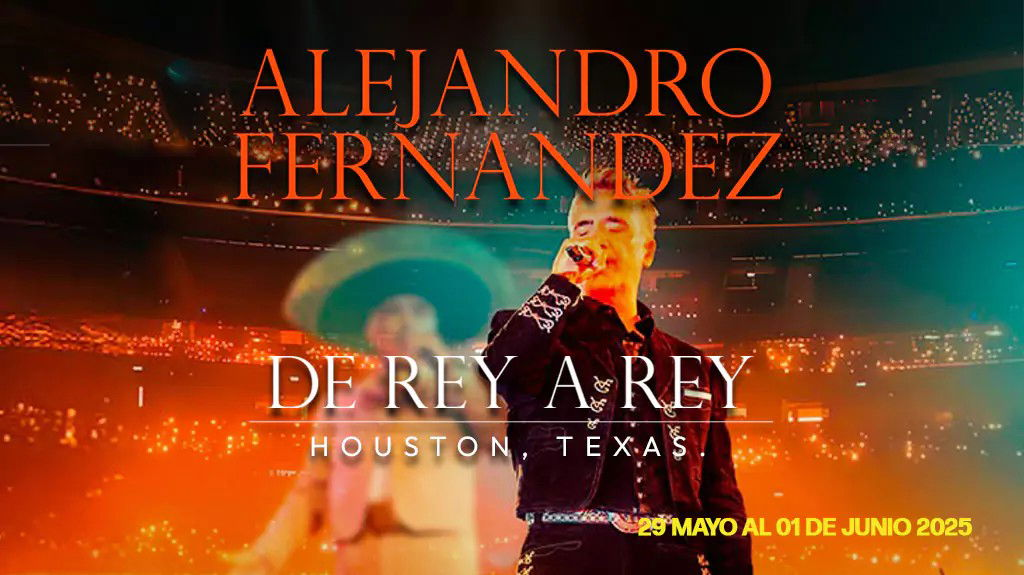 ALEJANDRO
FERNANDEZ
DE REY A REY
HOUSTON, TEXAS.
29 MAYO AL 01 DE JUNIO 2025